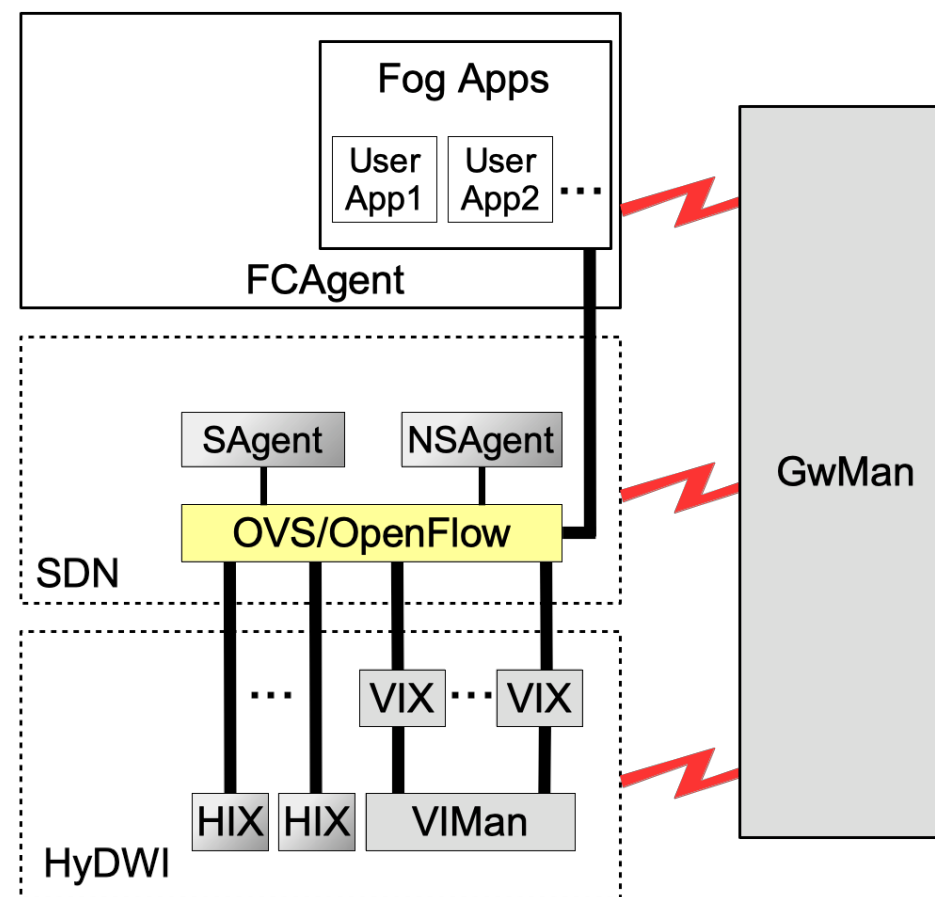 Fog Apps
User
App1
User
App2
...
FCAgent
SAgent
NSAgent
OVS/OpenFlow
SDN
GwMan
...
VIX
...
VIX
HIX
HIX
VIMan
HyDWI